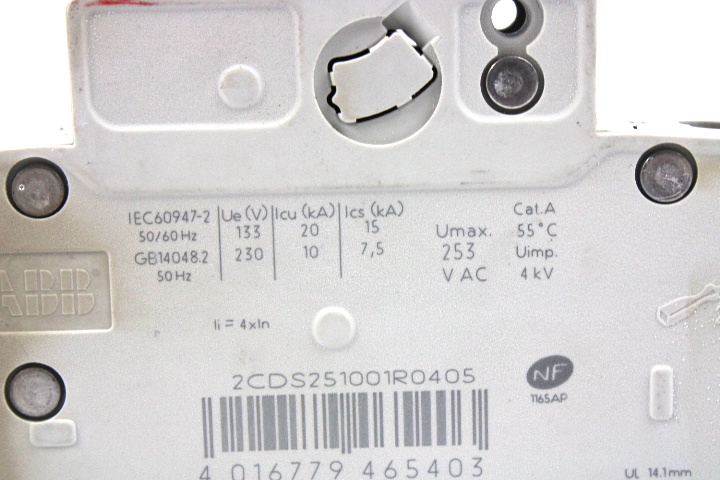 IEC60947-2 Ue (V) Icu (kA) Ics (kA)
50/60 Hz 133 20 15
GB14048.2 230 10 7,5
50 Hz
Umax.
253
V AC
Cat.A
55°C
Uimp.
4 kV
ABB
Ii = 4xIn
2CDS251001R0405
NF
1165AP
4 016779 465403
UL 14.1mm